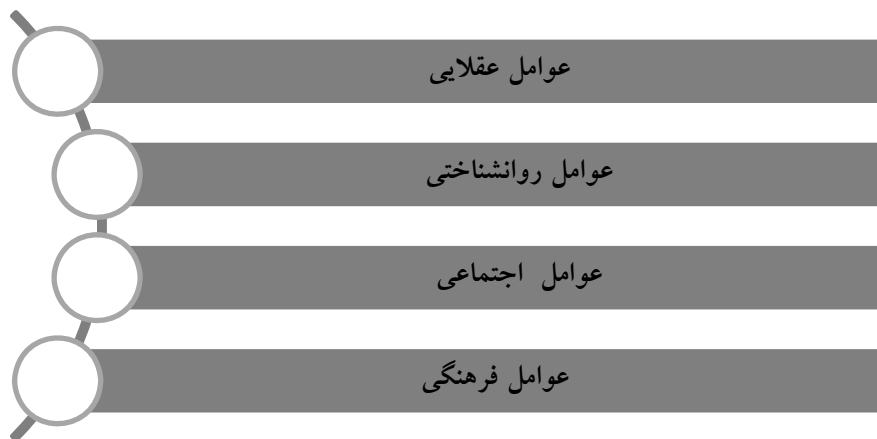 عوامل عقلایی
عوامل روانشناختی
عوامل اجتماعی
عوامل فرهنگی